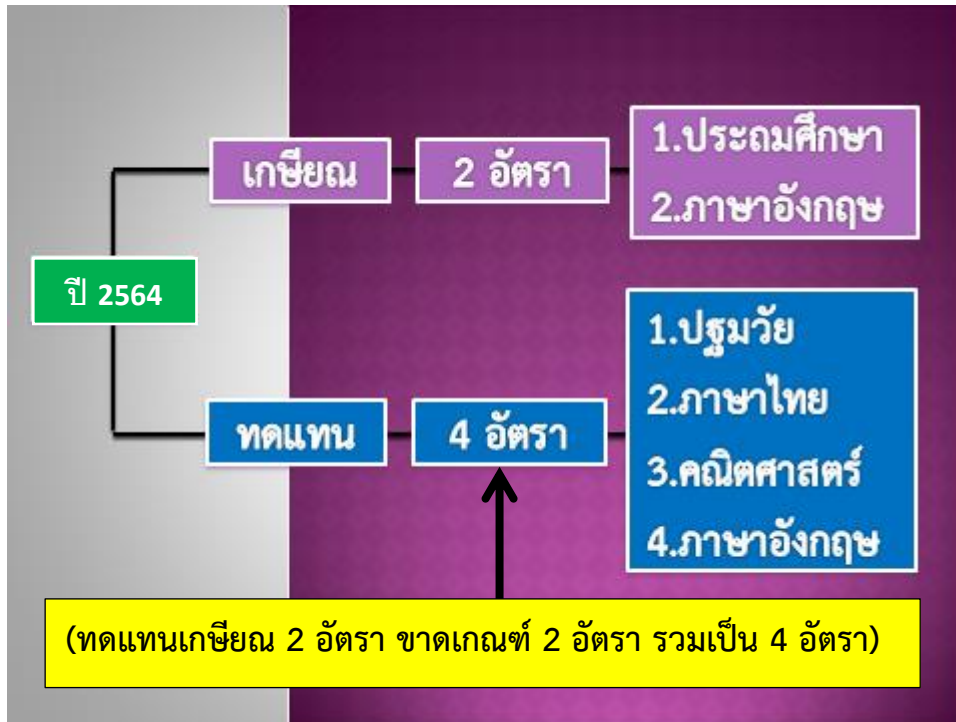 เกษียณ
2 อัตรา
1.ประถมศึกษา
2.ภาษาอังกฤษ
ปี 2564
ทดแทน
4 อัตรา
1.ปฐมวัย
2.ภาษาไทย
3.คณิตศาสตร์
4.ภาษาอังกฤษ
(ทดแทนเกษียณ 2 อัตรา ขาดเกณฑ์ 2 อัตรา รวมเป็น 4 อัตรา)